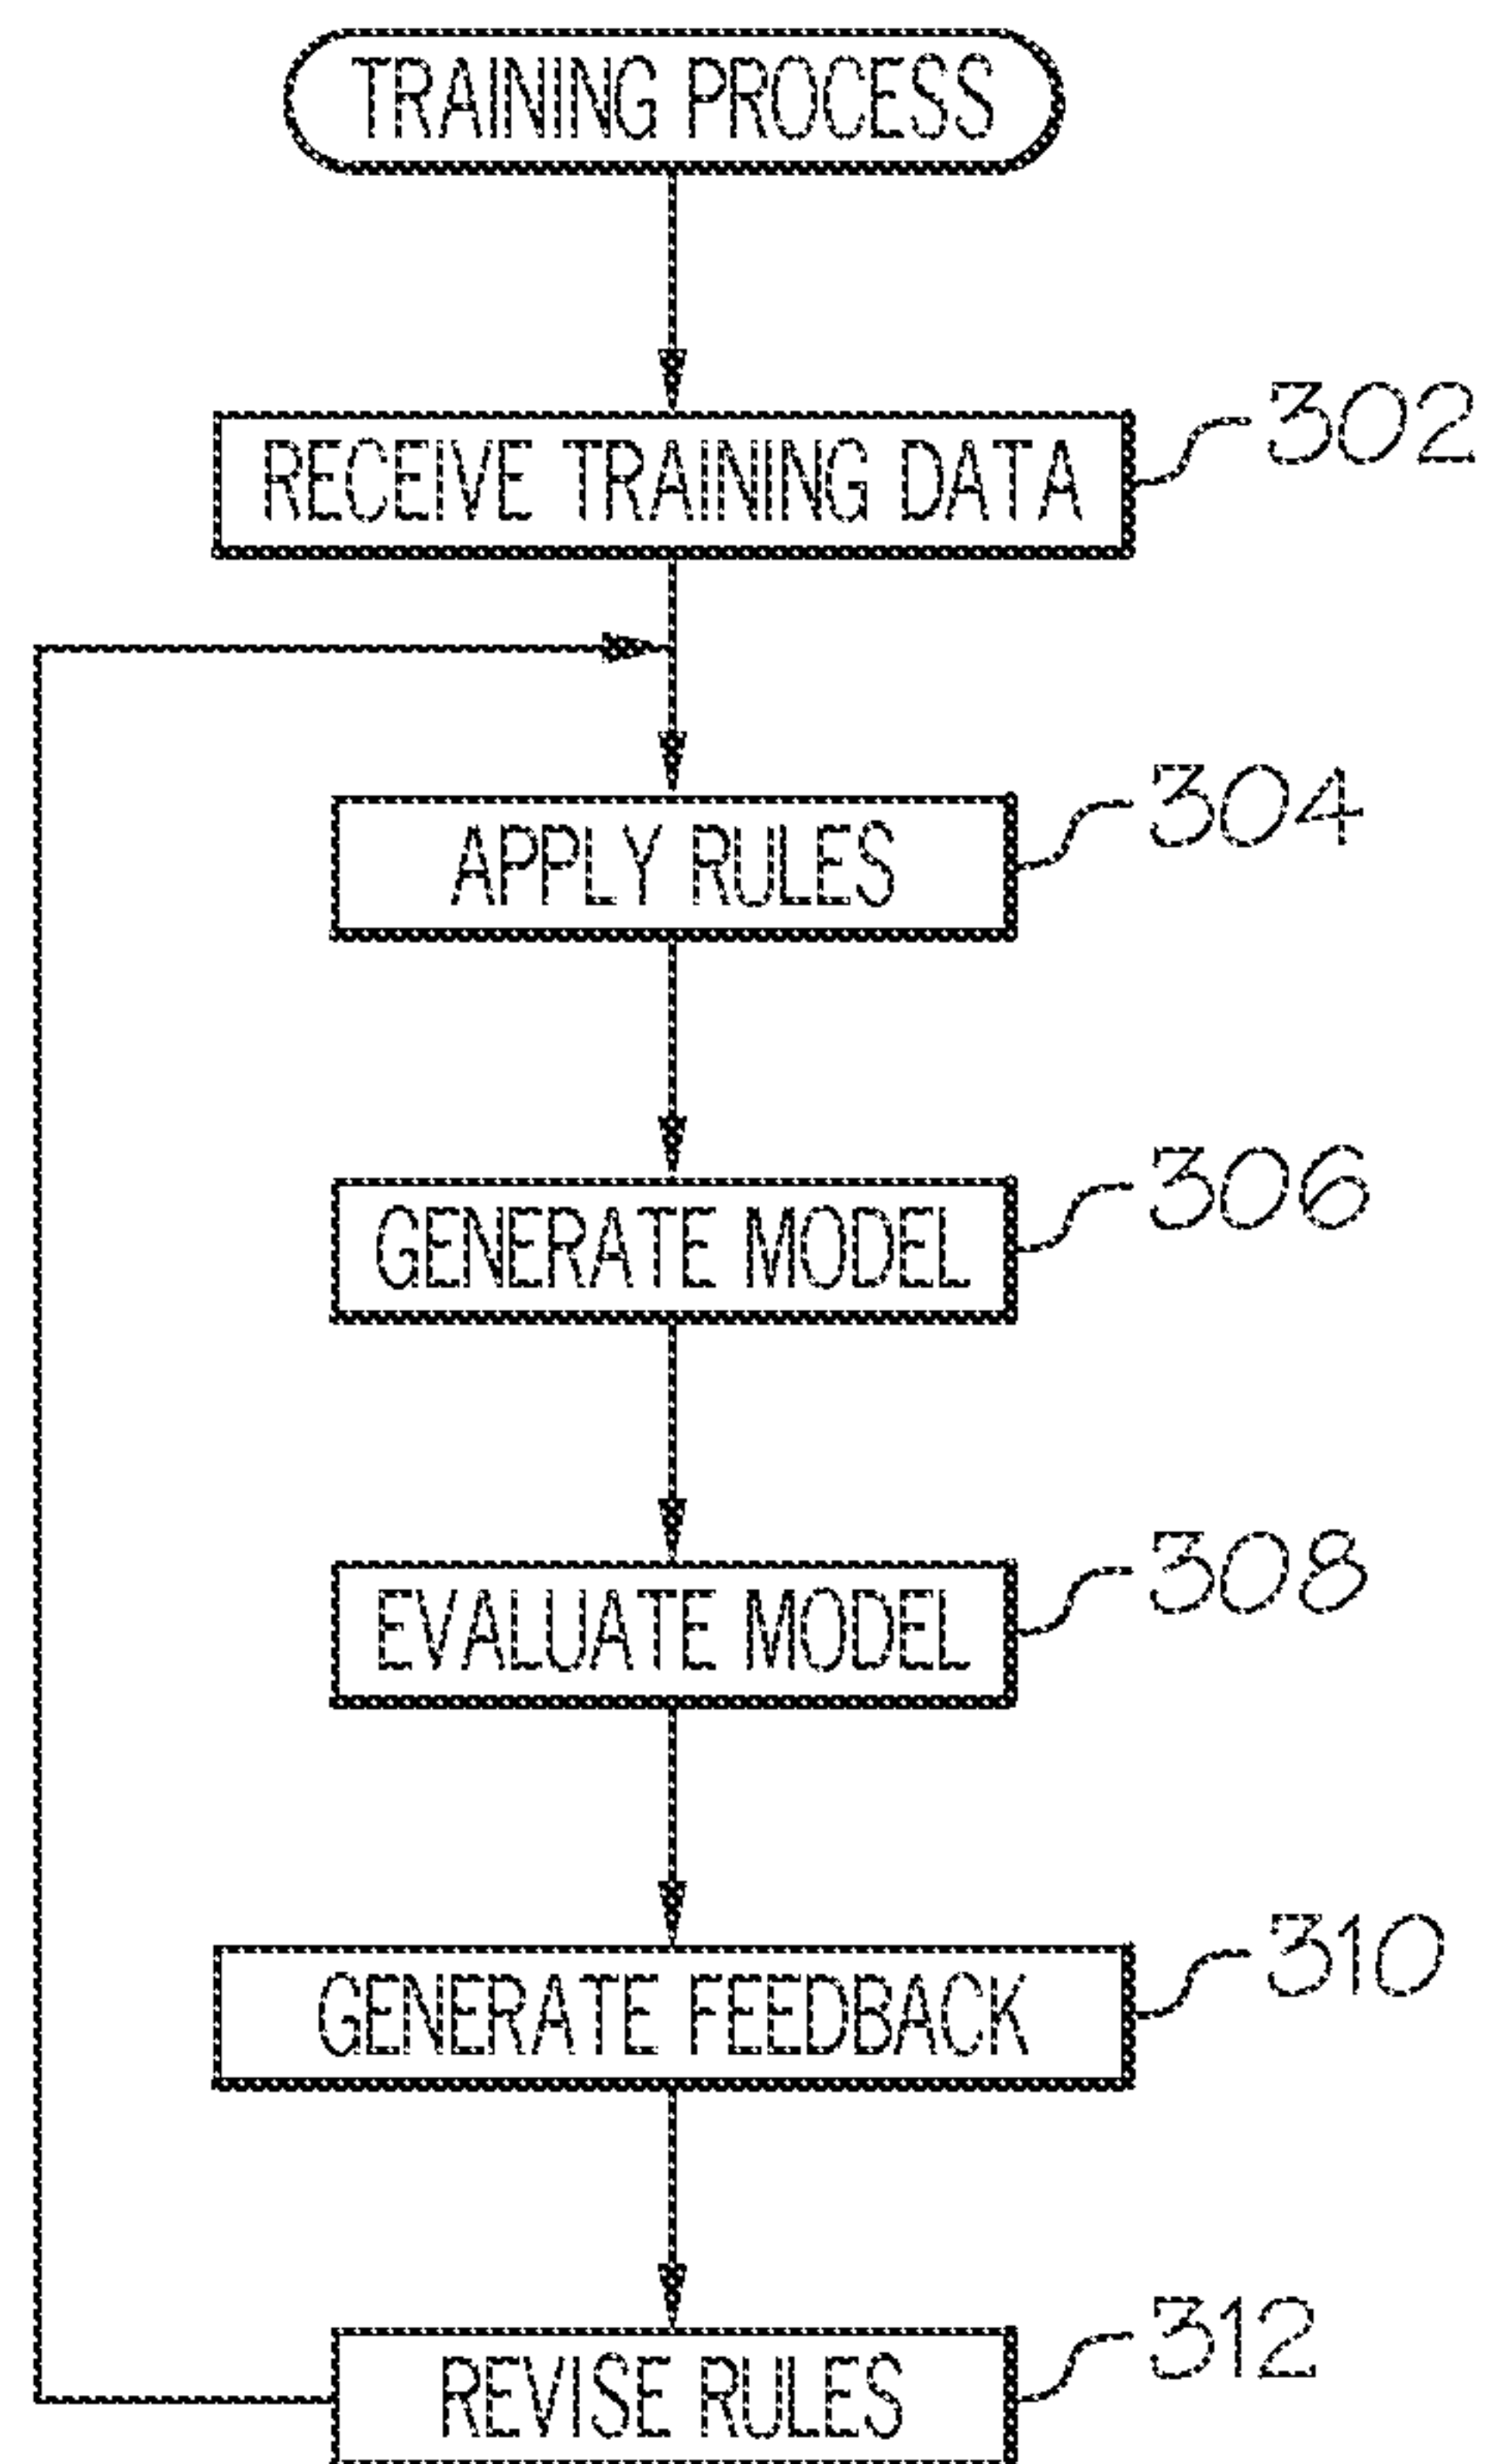 TRAINING PROCESS
RECEIVE TRAINING DATA
302
APPLY RULES
304
GENERATE MODEL
306
EVALUATE MODEL
308
GENERATE FEEDBACK
310
REVISE RULES
312